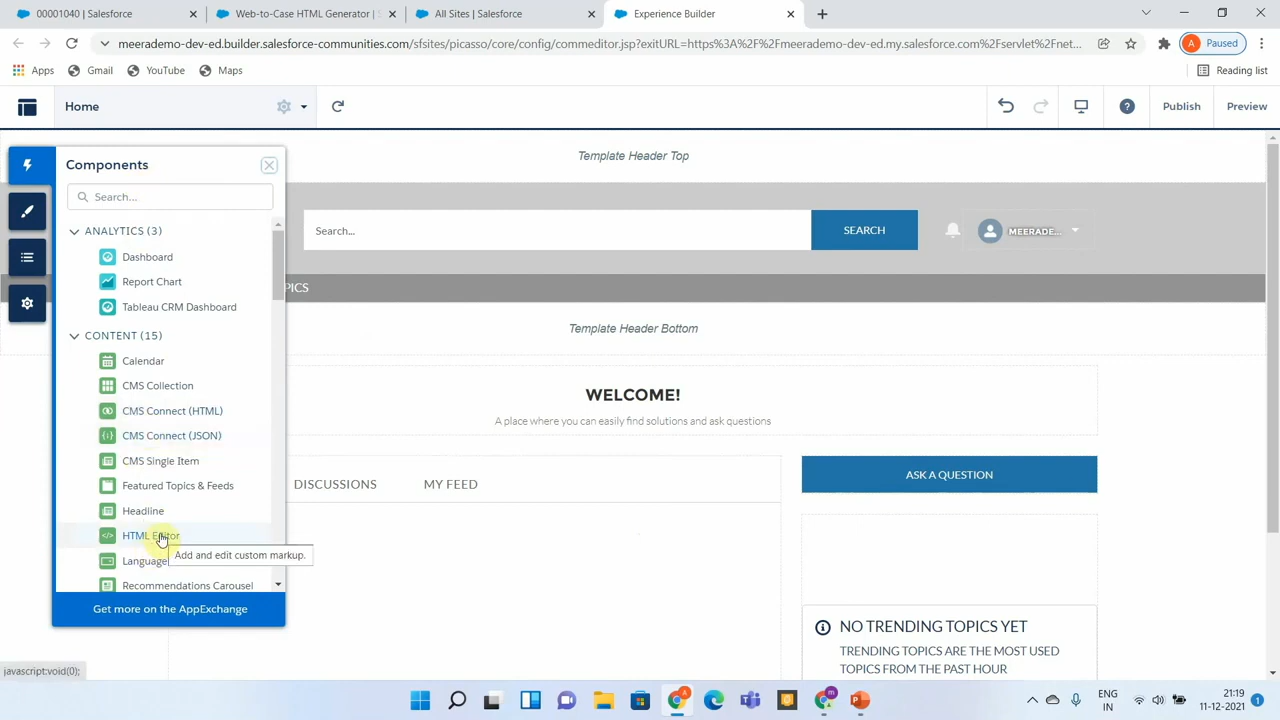 00001040 | Salesforce
Web-to-Case HTML Generator | S
All Sites | Salesforce
Experience Builder
meerademo-dev-ed.builder.salesforce-communities.com/sfsites/picasso/core/config/commeditor.jsp?exitURL=https%3A%2F%2Fmeerademo-dev-ed.my.salesforce.com%2Fservlet%2Fnet...
A
Paused
Apps
Gmail
YouTube
Maps
Reading list
Home
Publish
Preview
Template Header Top
Components
Search...
ANALYTICS (3)
Dashboard
Report Chart
Tableau CRM Dashboard
CONTENT (15)
Calendar
CMS Collection
CMS Connect (HTML)
CMS Connect (JSON)
CMS Single Item
Featured Topics & Feeds
Headline
HTML Editor
Add and edit custom markup.
Language
Recommendations Carousel
Get more on the AppExchange
Search...
SEARCH
MEERADE...
PICS
Template Header Bottom
WELCOME!
A place where you can easily find solutions and ask questions
DISCUSSIONS
MY FEED
ASK A QUESTION
NO TRENDING TOPICS YET
TRENDING TOPICS ARE THE MOST USED
TOPICS FROM THE PAST HOUR
javascript:void(0);
ENG
IN
21:19
11-12-2021
1